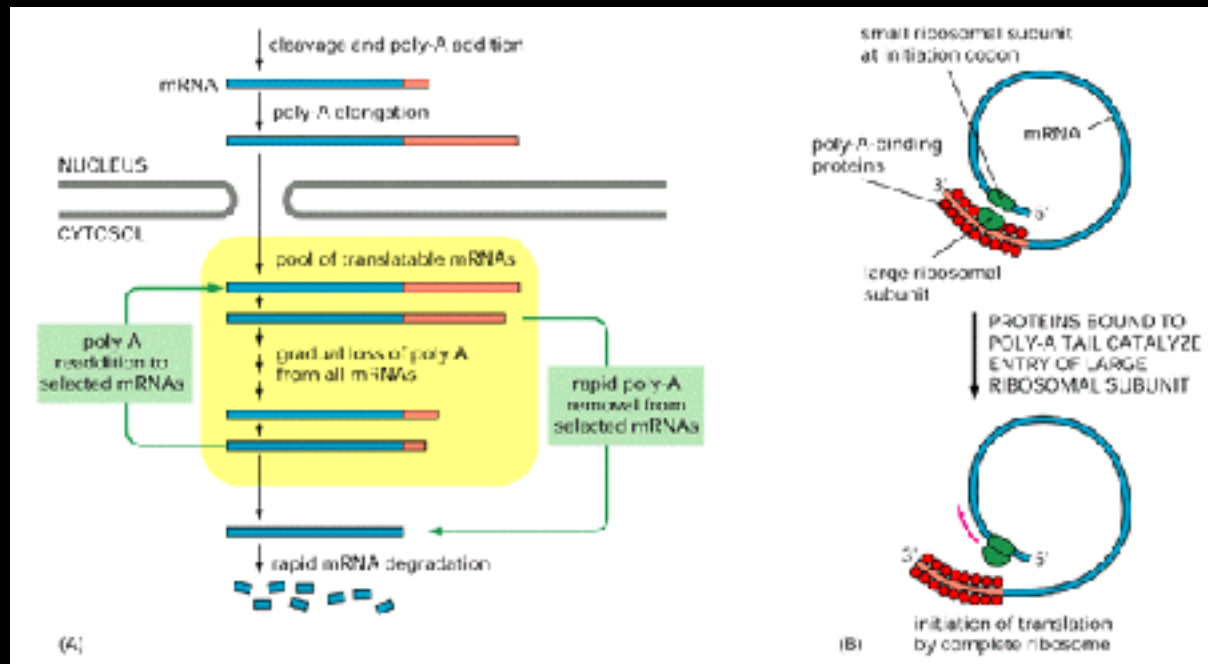 cleavage and poly-A addition
mRNA
poly-A elongation
NUCLEUS
CYTOSOL
pool of translatable mRNAs
poly A
readdition to
selected mRNAs
gradual loss of poly A
from all mRNAs
rapid poly-A
removal from
selected mRNAs
rapid mRNA degradation
(A)
small ribosomal subunit
at initiation codon
mRNA
poly-A-binding
proteins
3'
5'
large ribosomal
subunit
PROTEINS BOUND TO
POLY-A TAIL CATALYZE
ENTRY OF LARGE
RIBOSOMAL SUBUNIT
3'
5'
initiation of translation
by complete ribosome
(B)